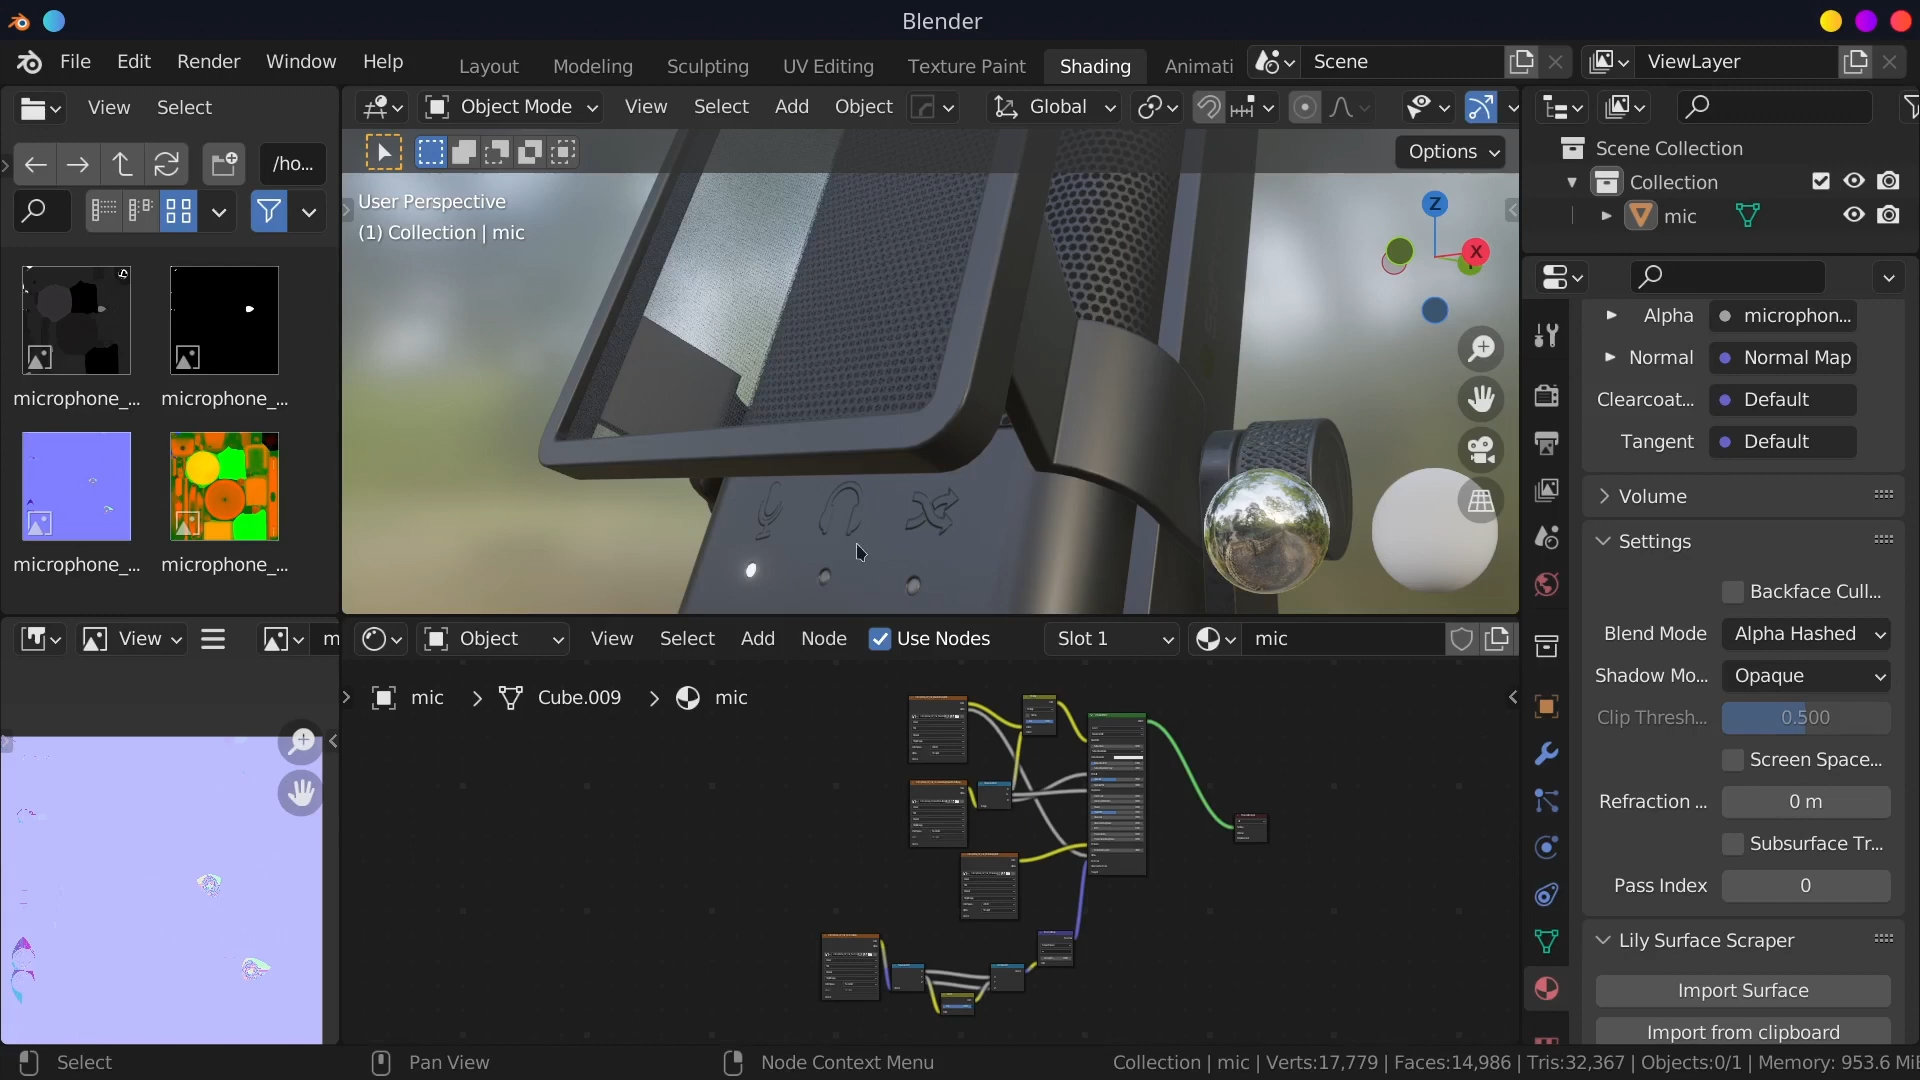 Blender
File Edit Render Window Help
Layout Modeling Sculpting UV Editing Texture Paint Shading Animati
Scene
ViewLayer
View Select
Object Mode View Select Add Object Global
/ho...
Options
User Perspective
(1) Collection | mic
Z
X
microphone_... microphone_...
microphone_... microphone_...
Scene Collection
Collection
mic
Alpha microphon...
Normal Normal Map
Clearcoat... Default
Tangent Default
Volume
Settings
Backface Cull...
Blend Mode Alpha Hashed
Shadow Mo... Opaque
Clip Thresh... 0.500
Screen Space...
Refraction ... 0 m
Subsurface Tr...
Pass Index 0
Lily Surface Scraper
Import Surface
Import from clipboard
View m
Object View Select Add Node Use Nodes Slot 1 mic
mic Cube.009 mic
Select Pan View Node Context Menu
Collection | mic | Verts:17,779 | Faces:14,986 | Tris:32,367 | Objects:0/1 | Memory: 953.6 Mi